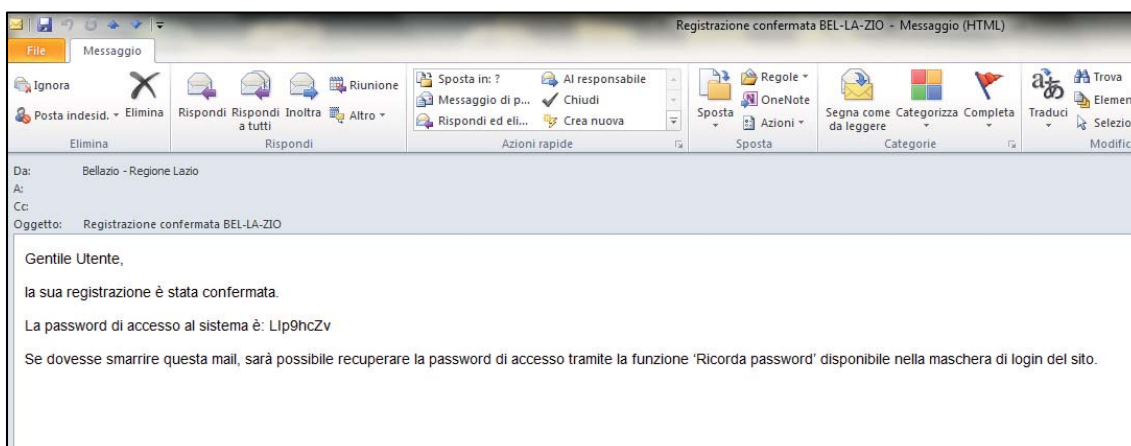 Registrazione confermata BEL-LA-ZIO - Messaggio (HTML)
File Messaggio
Ignora
Posta indesid.
Elimina
Elimina
Rispondi Rispondi a tutti Inoltra
Riunione
Altro
Rispondi
Sposta in: ? Al responsabile
Messaggio di p... Chiudi
Rispondi ed eli... Crea nuova
Azioni rapide
Sposta
Regole
OneNote
Azioni
Sposta
Segna come da leggere Categorizza Completa
Categorie
Traduci
Trova
Elemen
Selezio
Modific
Da: Bellazio - Regione Lazio
A:
Cc:
Oggetto: Registrazione confermata BEL-LA-ZIO
Gentile Utente,
la sua registrazione è stata confermata.
La password di accesso al sistema è: LIp9hcZv
Se dovesse smarrire questa mail, sarà possibile recuperare la password di accesso tramite la funzione ‘Ricorda password’ disponibile nella maschera di login del sito.